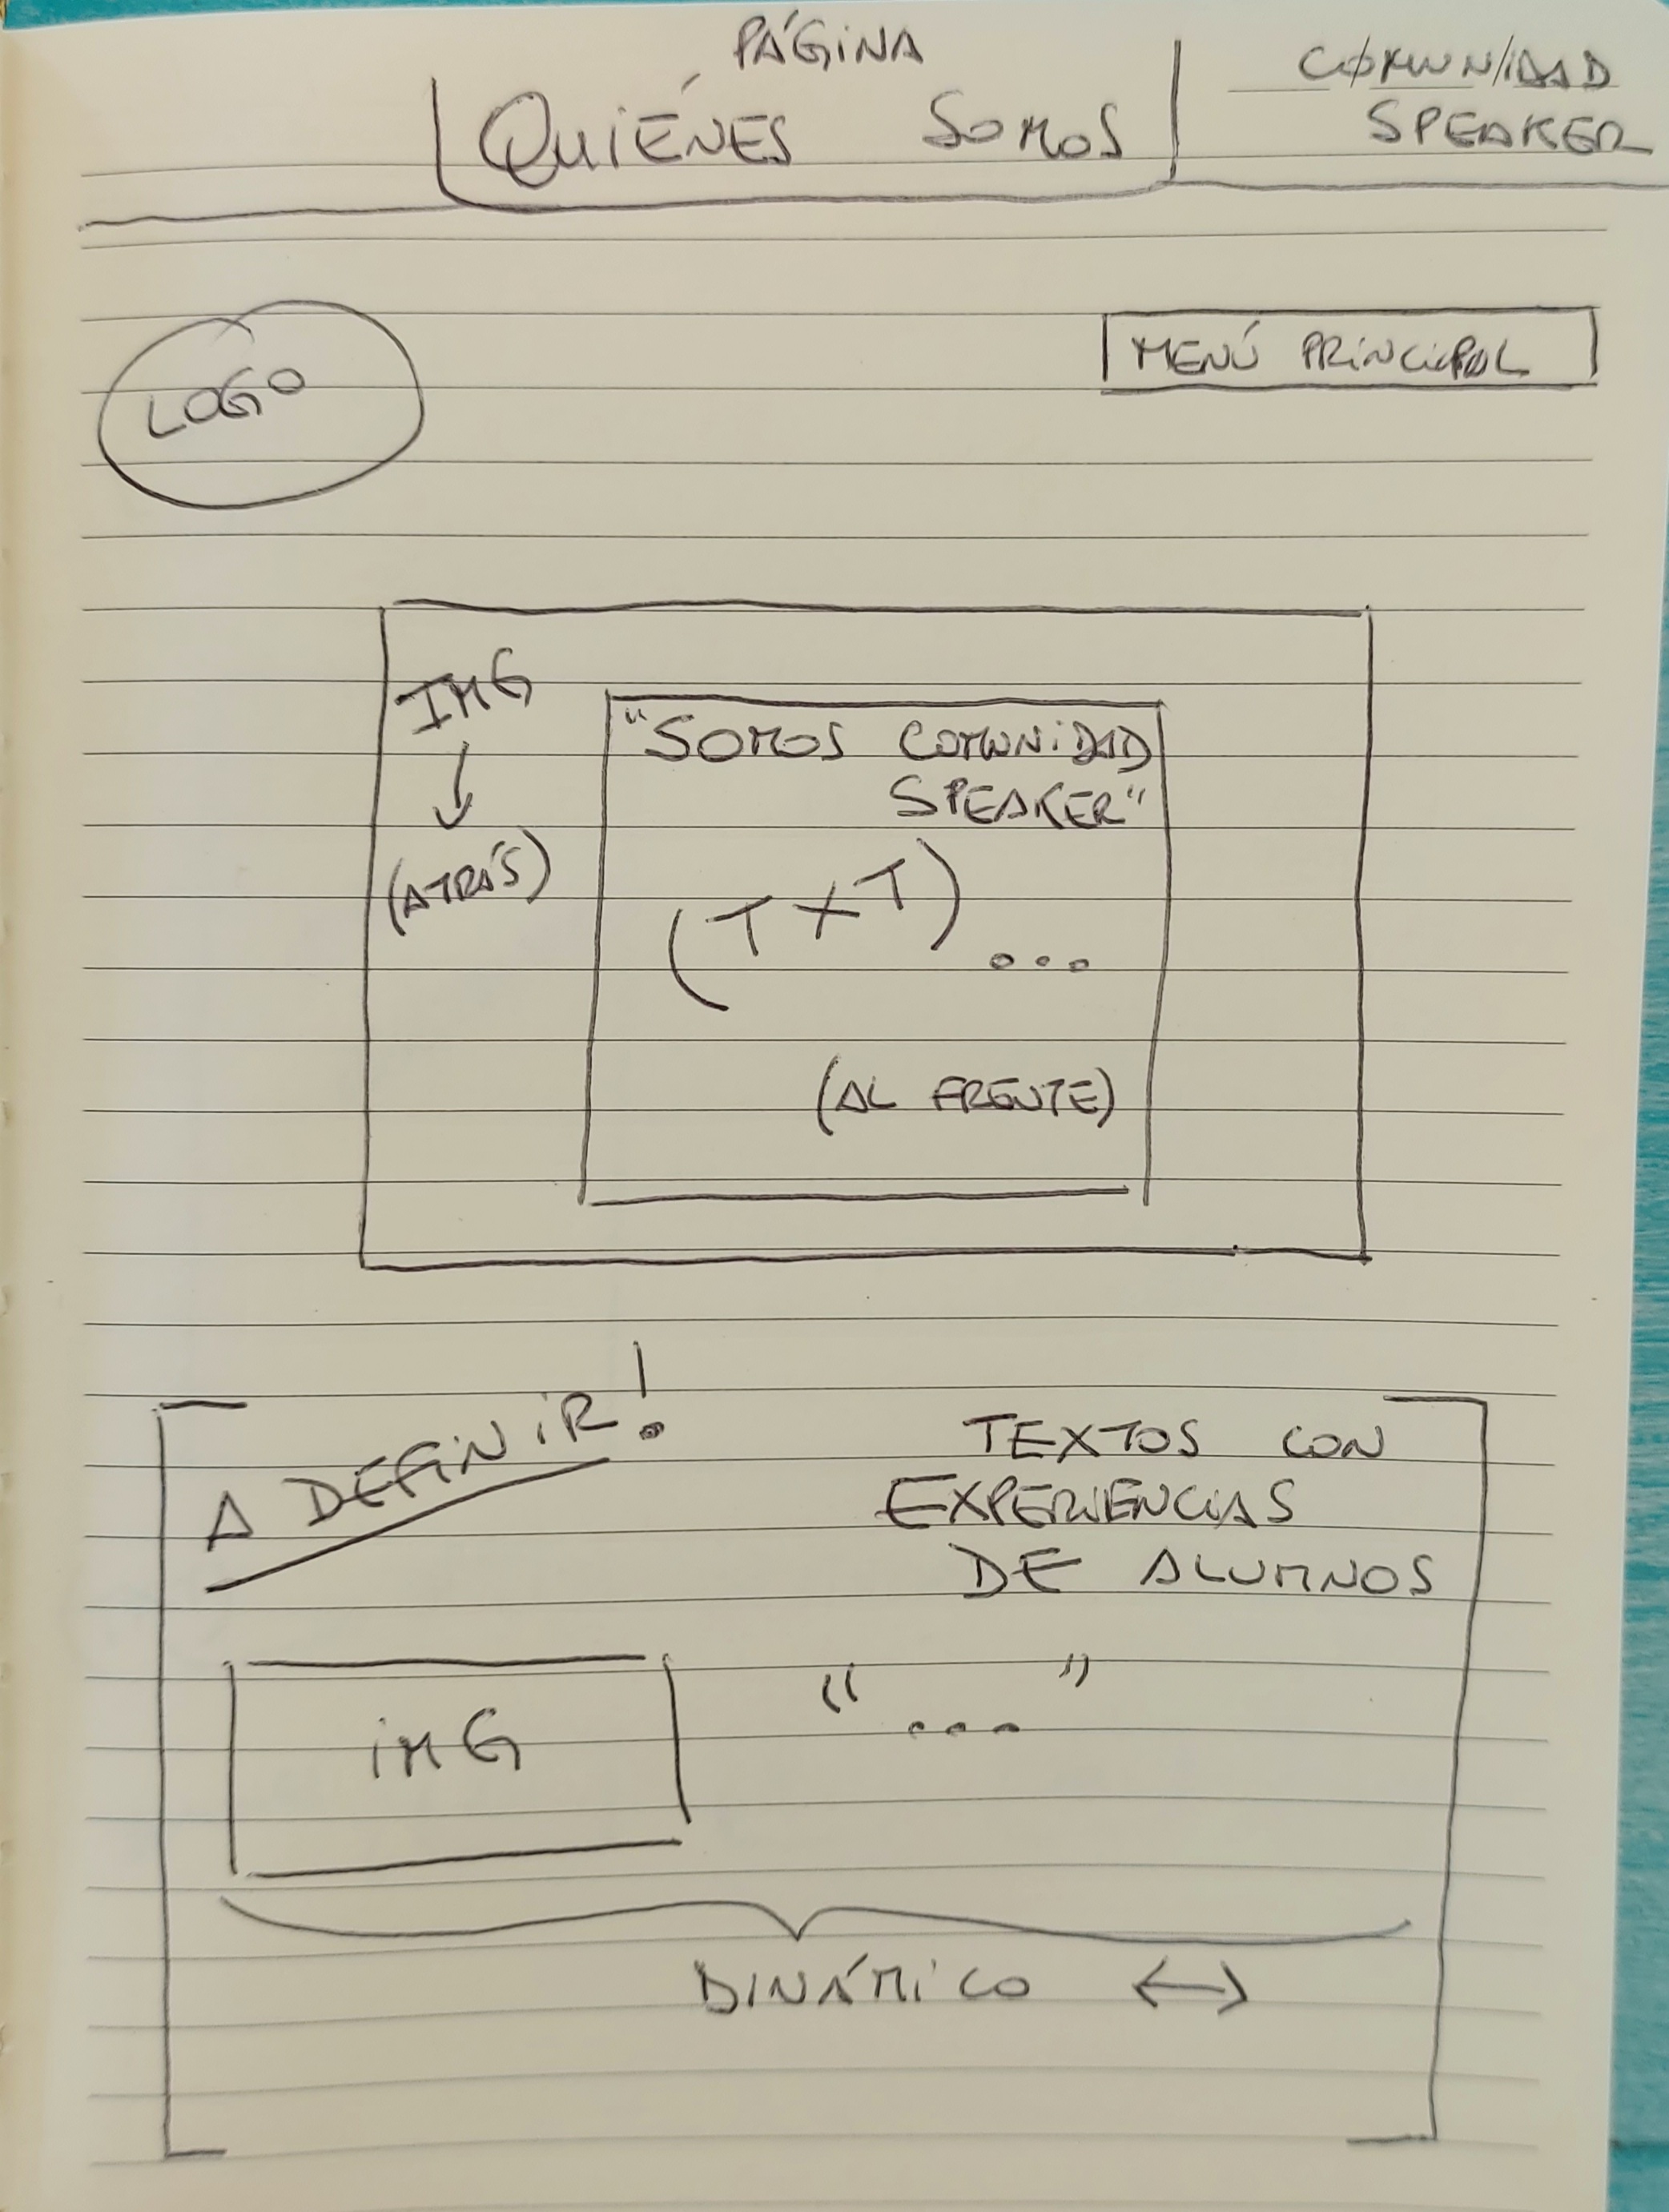 PÁGINA
QUIÉNES SOMOS
COMUNIDAD
SPEAKER
LOGO
MENÚ PRINCIPAL
IMG
(ATRÁS)
"SOMOS COMUNIDAD
SPEAKER"
(TXT) ...
(AL FRENTE)
A DEFINIR!
TEXTOS CON
EXPERIENCIAS
DE ALUMNOS
IMG
" ... "
DINÁMICO ↔